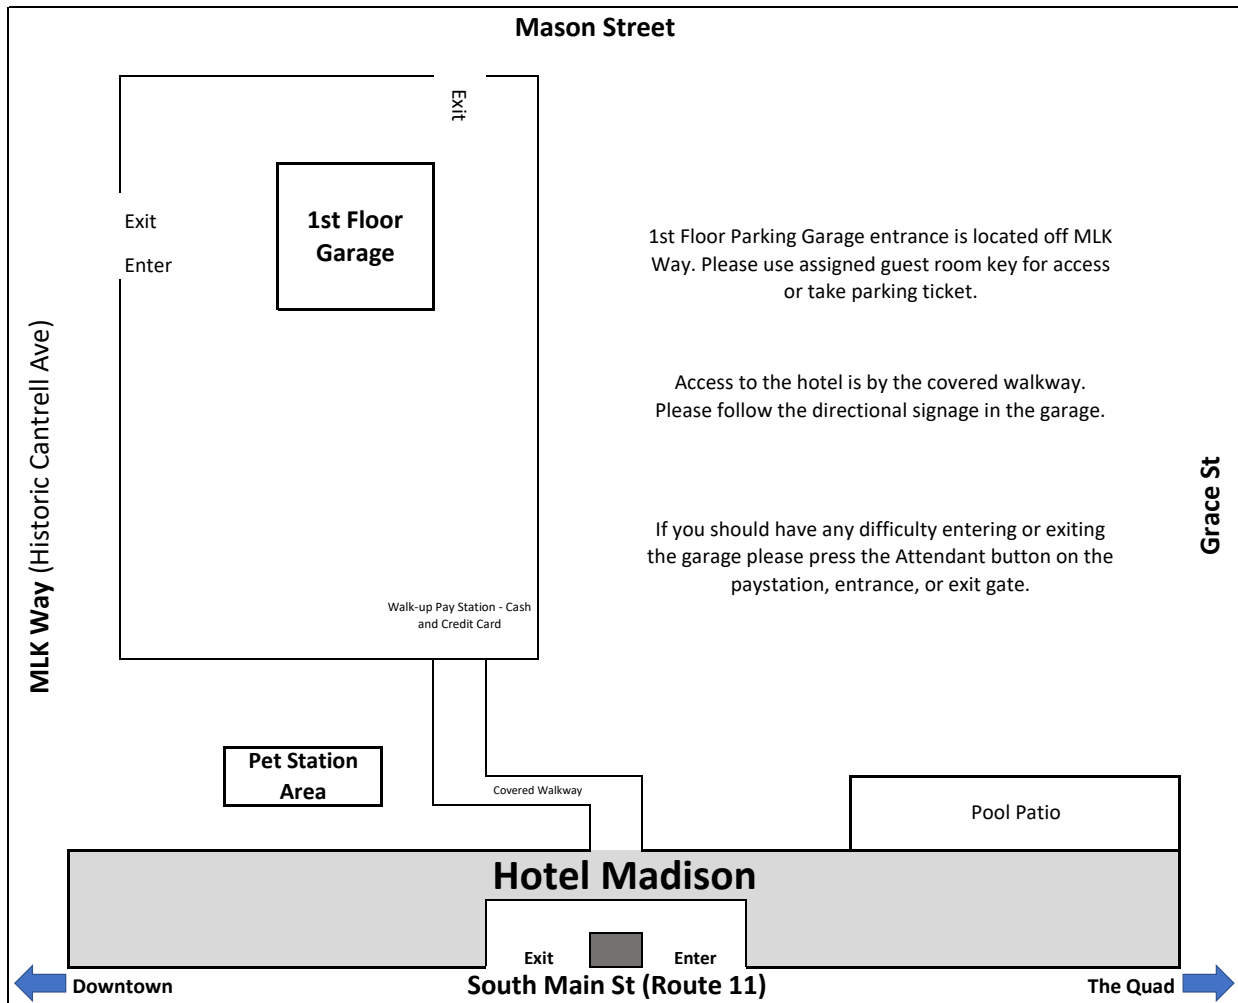 Mason Street
Exit
1st Floor
Garage
Exit
Enter
1st Floor Parking Garage entrance is located off MLK
Way. Please use assigned guest room key for access
or take parking ticket.
Access to the hotel is by the covered walkway.
Please follow the directional signage in the garage.
If you should have any difficulty entering or exiting
the garage please press the Attendant button on the
paystation, entrance, or exit gate.
MLK Way (Historic Cantrell Ave)
Grace St
Walk-up Pay Station - Cash
and Credit Card
Pet Station
Area
Covered Walkway
Pool Patio
Hotel Madison
Exit
Enter
Downtown
South Main St (Route 11)
The Quad